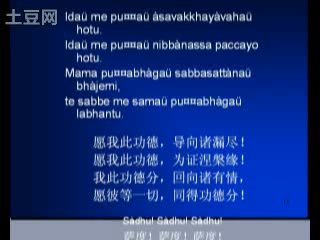 土豆网
Idaü me pu¤¤aü àsavakkhayàvahaü
hotu.
Idaü me pu¤¤aü nibbànassa paccayo
hotu.
Mama pu¤¤abhàgaü sabbasattànaü
bhàjemi,
te sabbe me samaü pu¤¤abhàgaü
labhantu.
愿我此功德，导向诸漏尽！
愿我此功德，为证涅槃缘！
我此功德分，回向诸有情，
愿彼等一切，同得功德分！
Sàdhu! Sàdhu! Sàdhu!
萨度！萨度！萨度！